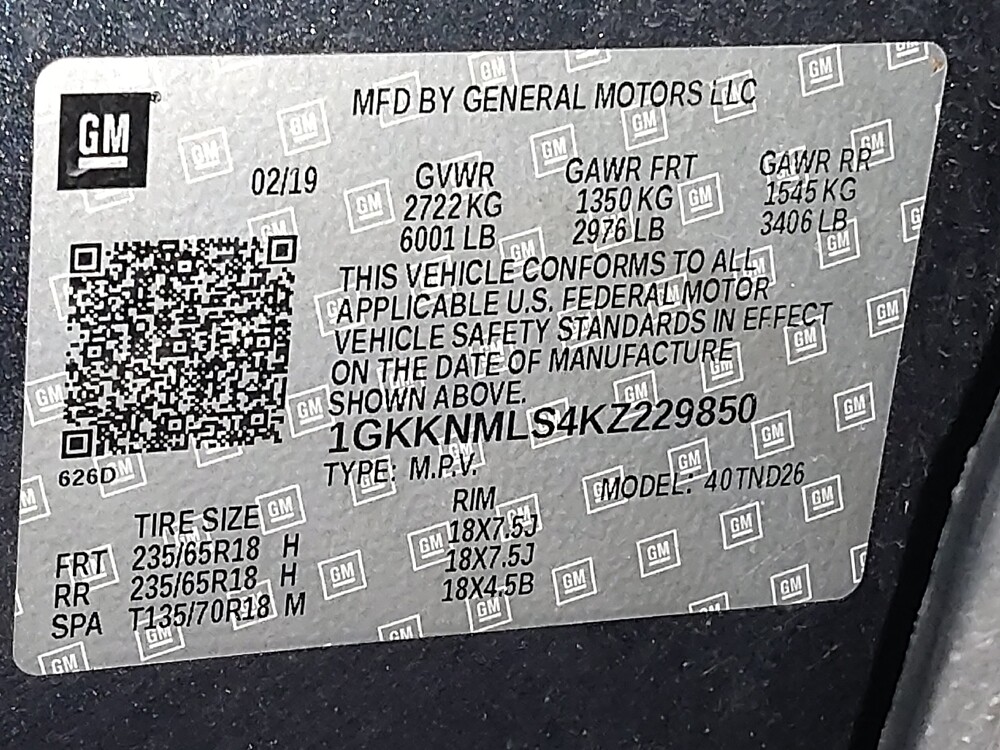 GM
MFD BY GENERAL MOTORS LLC
02/19
GVWR GAWR FRT GAWR RR
2722 KG 1350 KG 1545 KG
6001 LB 2976 LB 3406 LB
THIS VEHICLE CONFORMS TO ALL
APPLICABLE U.S. FEDERAL MOTOR
VEHICLE SAFETY STANDARDS IN EFFECT
ON THE DATE OF MANUFACTURE
SHOWN ABOVE.
1GKKNMLS4KZ229850
626D
TYPE: M.P.V. MODEL: 40TND26
TIRE SIZE RIM
FRT 235/65R18 H 18X7.5J
RR 235/65R18 H 18X7.5J
SPA T135/70R18 M 18X4.5B